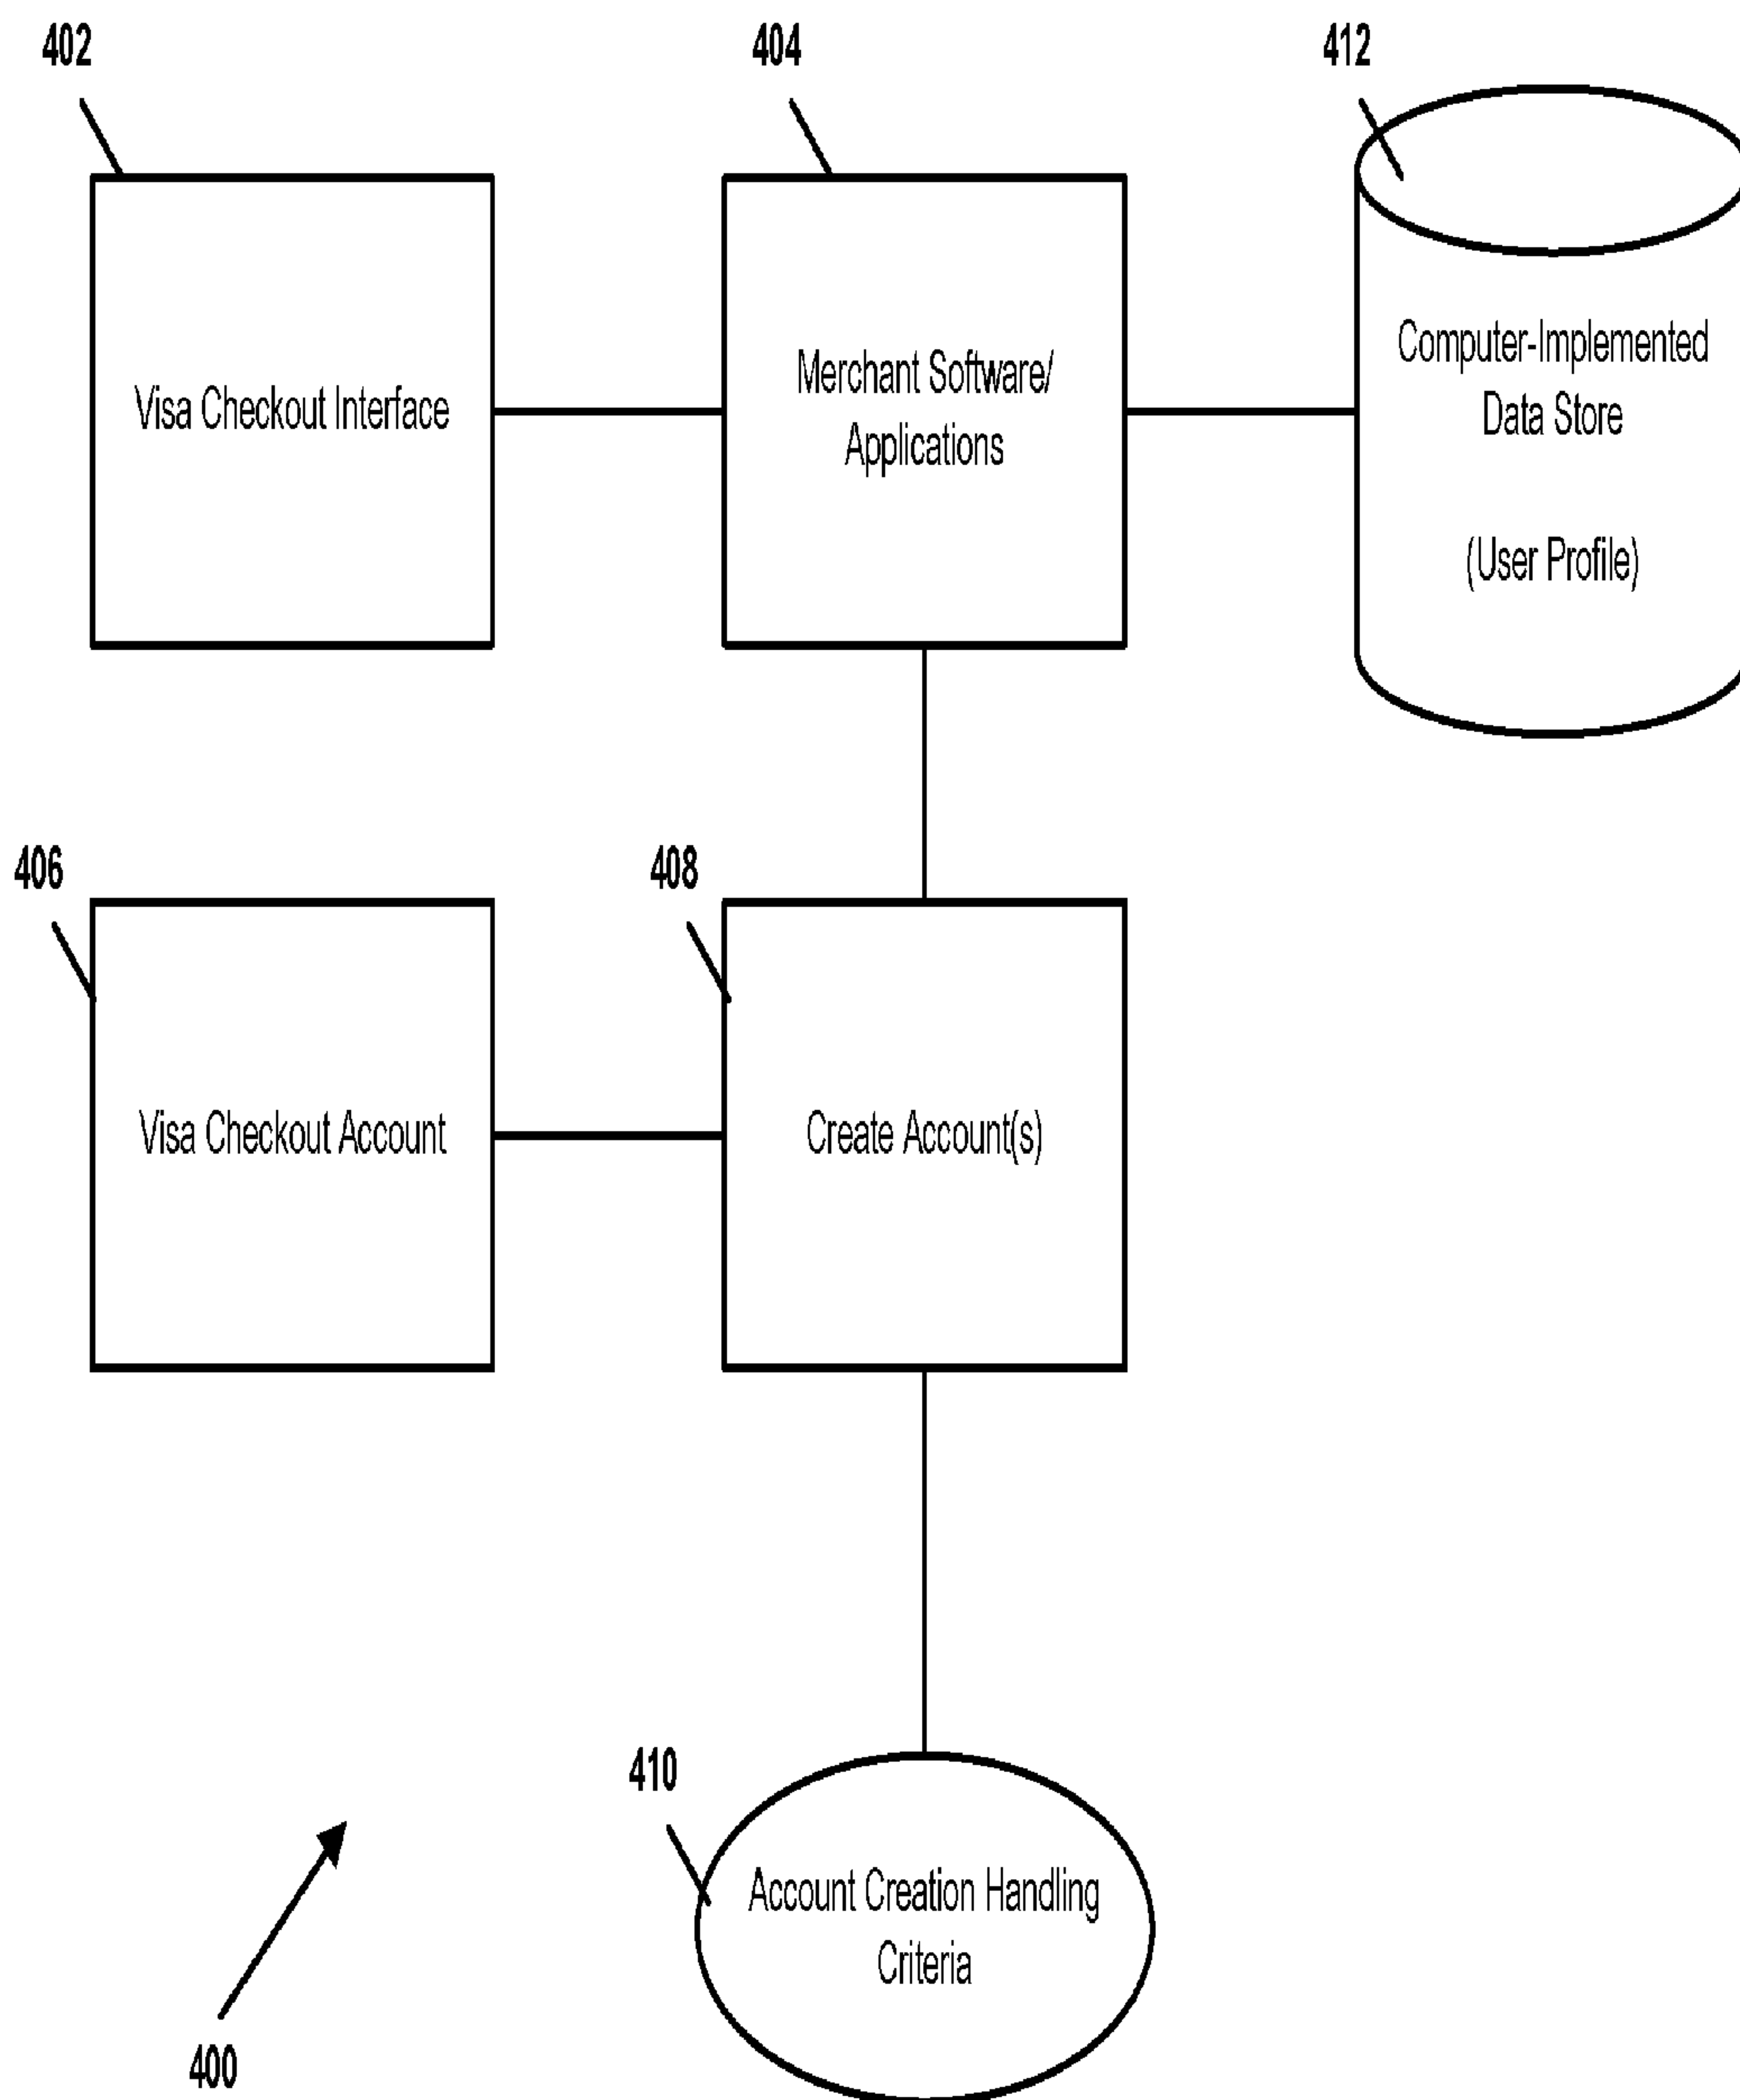 402
404
412
Visa Checkout Interface
Merchant Software/
Applications
Computer-Implemented
Data Store
(User Profile)
406
408
Visa Checkout Account
Create Account(s)
410
Account Creation Handling
Criteria
400